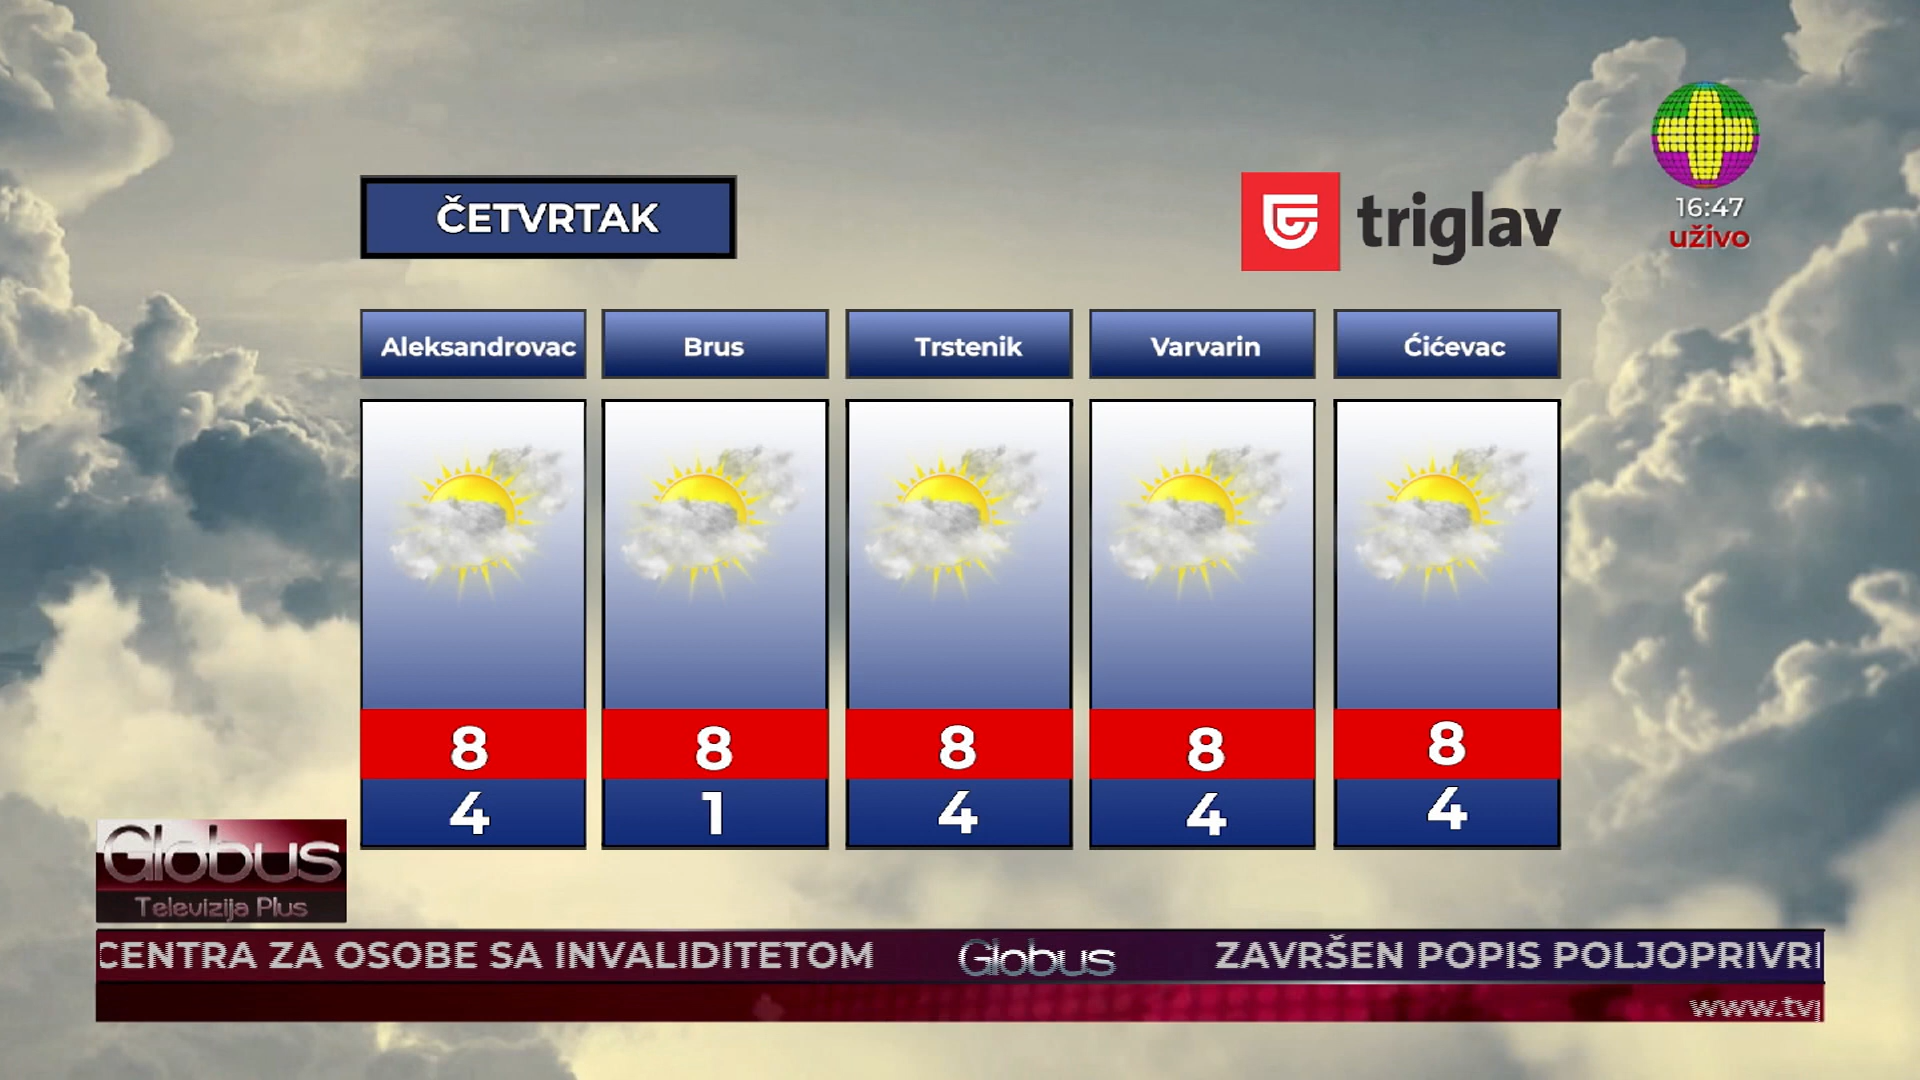 ČETVRTAK
triglav
16:47
uživo
Aleksandrovac
Brus
Trstenik
Varvarin
Ćićevac
8
8
8
8
8
4
1
4
4
4
Globus
Televizija Plus
CENTRA ZA OSOBE SA INVALIDITETOM Globus ZAVRŠEN POPIS
www.tv